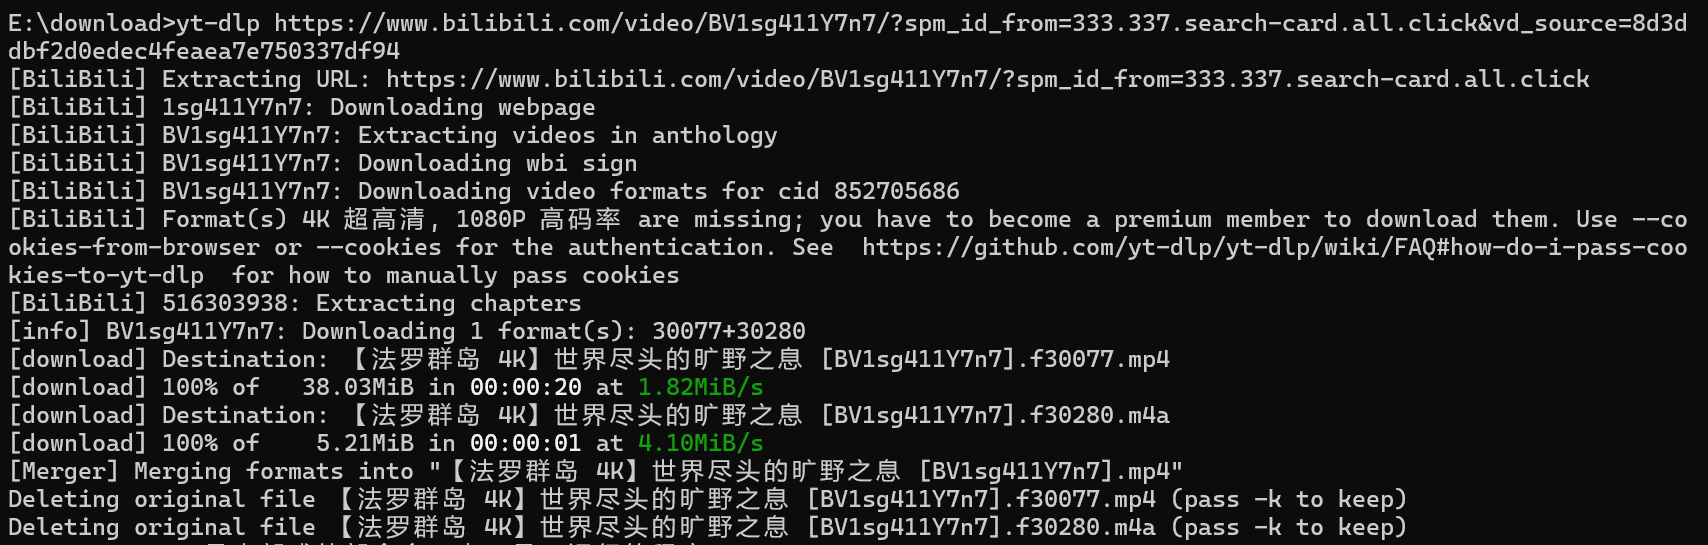 E:\download>yt-dlp https://www.bilibili.com/video/BV1sg411Y7n7/?spm_id_from=333.337.search-card.all.click&vd_source=8d3d
dbf2d0edec4feaea7e750337df94
[BiliBili] Extracting URL: https://www.bilibili.com/video/BV1sg411Y7n7/?spm_id_from=333.337.search-card.all.click
[BiliBili] 1sg411Y7n7: Downloading webpage
[BiliBili] BV1sg411Y7n7: Extracting videos in anthology
[BiliBili] BV1sg411Y7n7: Downloading wbi sign
[BiliBili] BV1sg411Y7n7: Downloading video formats for cid 852705686
[BiliBili] Format(s) 4K 超高清, 1080P 高码率 are missing; you have to become a premium member to download them. Use --co
okies-from-browser or --cookies for the authentication. See  https://github.com/yt-dlp/yt-dlp/wiki/FAQ#how-do-i-pass-coo
kies-to-yt-dlp  for how to manually pass cookies
[BiliBili] 516303938: Extracting chapters
[info] BV1sg411Y7n7: Downloading 1 format(s): 30077+30280
[download] Destination: 【法罗群岛 4K】世界尽头的旷野之息 [BV1sg411Y7n7].f30077.mp4
[download] 100% of   38.03MiB in 00:00:20 at 1.82MiB/s
[download] Destination: 【法罗群岛 4K】世界尽头的旷野之息 [BV1sg411Y7n7].f30280.m4a
[download] 100% of    5.21MiB in 00:00:01 at 4.10MiB/s
[Merger] Merging formats into "【法罗群岛 4K】世界尽头的旷野之息 [BV1sg411Y7n7].mp4"
Deleting original file 【法罗群岛 4K】世界尽头的旷野之息 [BV1sg411Y7n7].f30077.mp4 (pass -k to keep)
Deleting original file 【法罗群岛 4K】世界尽头的旷野之息 [BV1sg411Y7n7].f30280.m4a (pass -k to keep)